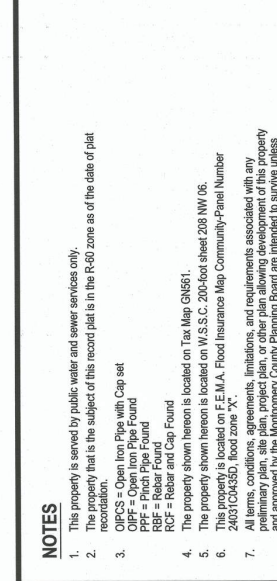 NOTES
1. This property is served by public water and sewer services only.
2. The property that is the subject of this record plat is in the R-60 zone as of the date of plat
recordation.
3. OIPCS = Open Iron Pipe with Cap set
OIPF = Open Iron Pipe Found
PPF = Pinch Pipe Found
RBF = Rebar Found
RCF = Rebar and Cap Found
4. The property shown hereon is located on Tax Map GN561.
5. The property shown hereon is located on W.S.S.C. 200-foot sheet 208 NW 06.
6. This property is located on F.E.M.A. Flood Insurance Map Community-Panel Number
24031C0435D, flood zone "X".
7. All terms, conditions, agreements, limitations, and requirements associated with any
preliminary plan, site plan, project plan, or other plan allowing development of this property
and approved by the Montgomery County Planning Board are intended to survive unless